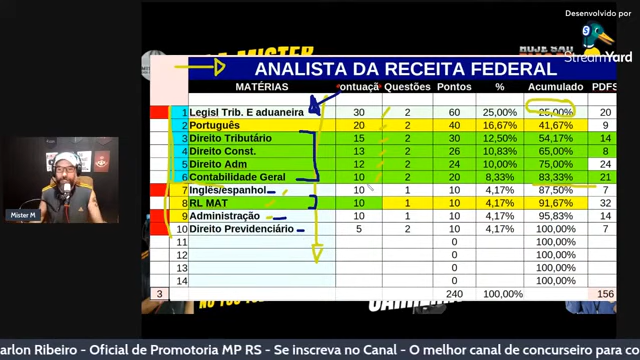 Desenvolvido por
StreamYard
ANALISTA DA RECEITA FEDERAL
MATÉRIAS ontuaçã Questões Pontos % Acumulado PDFS
1 Legisl Trib. E aduaneira 30 2 60 25,00% 25,00% 20
2 Português 20 2 40 16,67% 41,67% 9
3 Direito Tributário 15 2 30 12,50% 54,17% 14
4 Direito Const. 13 2 26 10,83% 65,00% 8
5 Direito Adm 12 2 24 10,00% 75,00% 24
6 Contabilidade Geral 10 2 20 8,33% 83,33% 21
7 Inglês/espanhol 10 1 10 4,17% 87,50% 7
8 RL MAT 10 1 10 4,17% 91,67% 32
9 Administração 10 1 10 4,17% 95,83% 14
10 Direito Previdenciário 5 2 10 4,17% 100,00% 7
11 0 100,00%
12 0 100,00%
13 0 100,00%
14 0 100,00%
3 240 100,00% 156
Mister M
arlon Ribeiro - Oficial de Promotoria MP RS - Se inscreva no Canal - O melhor canal de concurseiro para co